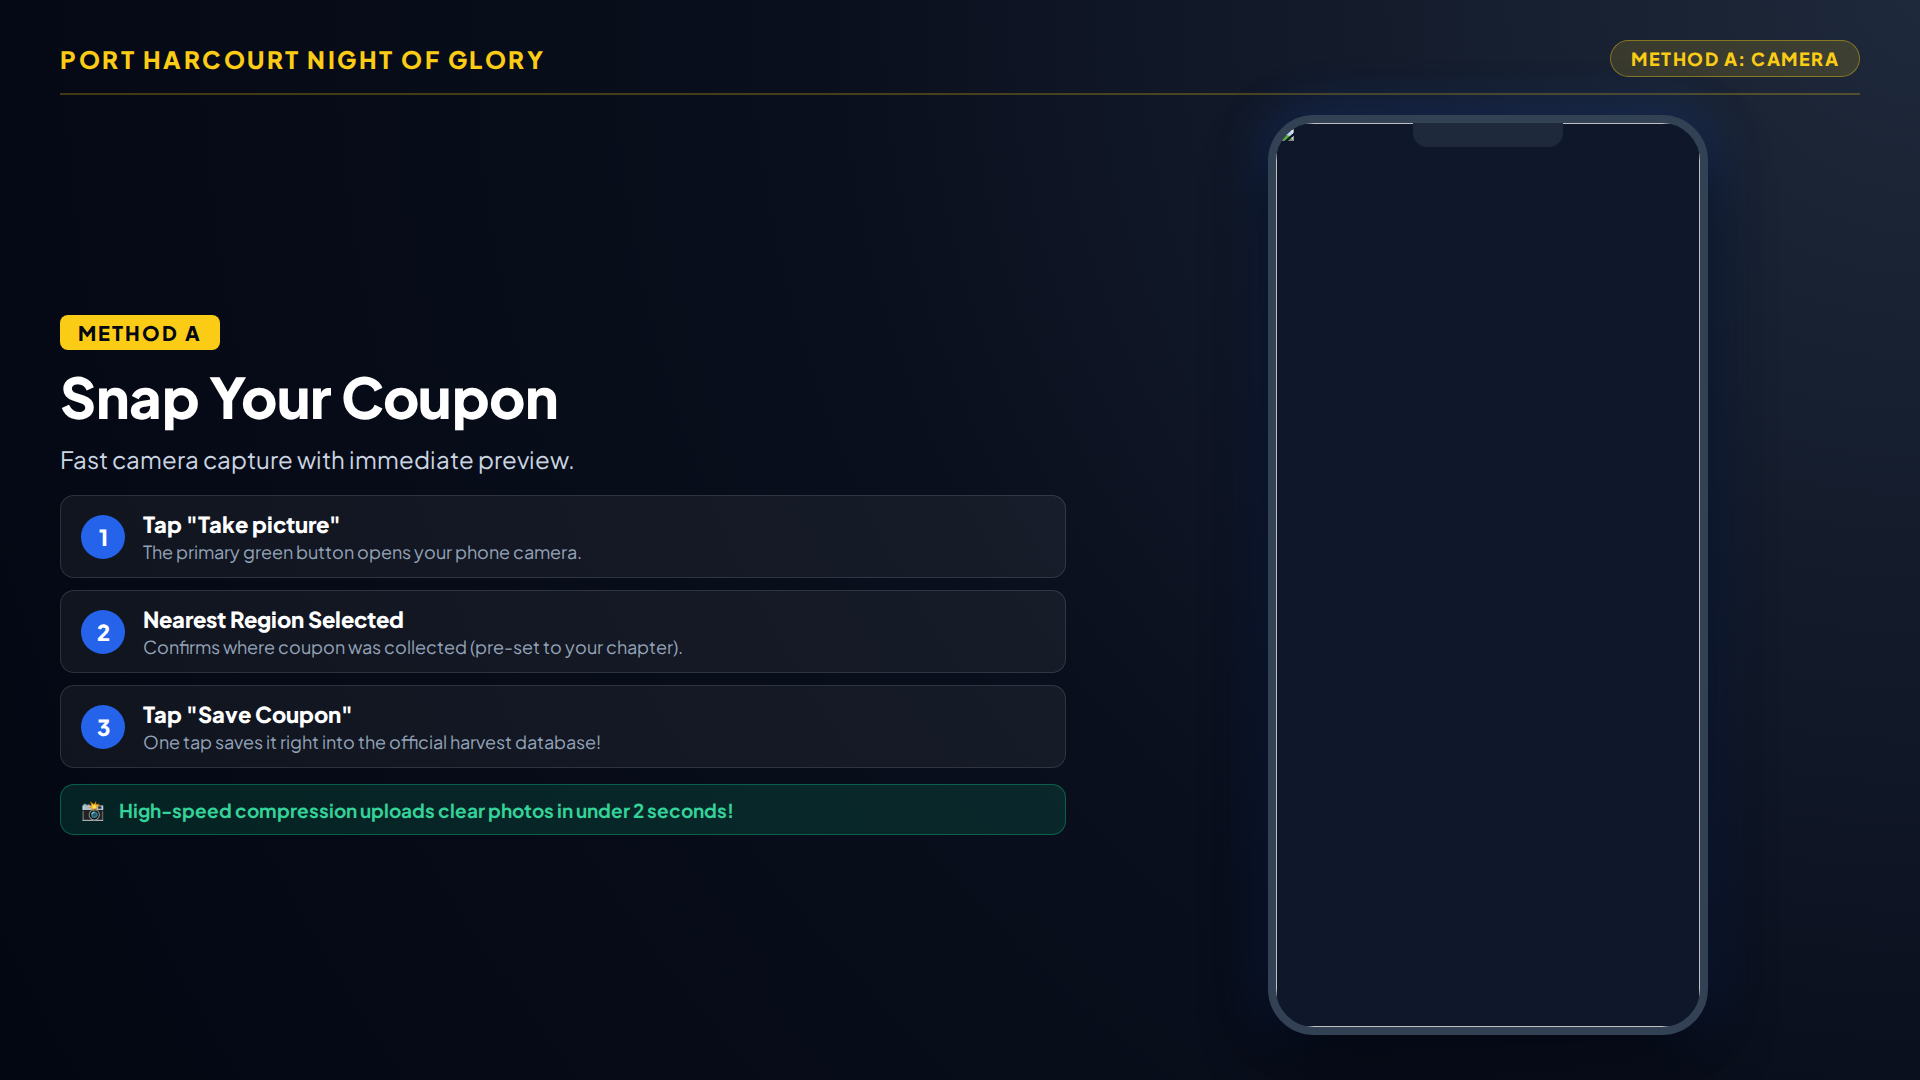 PORT HARCOURT NIGHT OF GLORY
METHOD A: CAMERA
METHOD A
Snap Your Coupon
Fast camera capture with immediate preview.
1
Tap "Take picture"
The primary green button opens your phone camera.
2
Nearest Region Selected
Confirms where coupon was collected (pre-set to your chapter).
3
Tap "Save Coupon"
One tap saves it right into the official harvest database!
High-speed compression uploads clear photos in under 2 seconds!